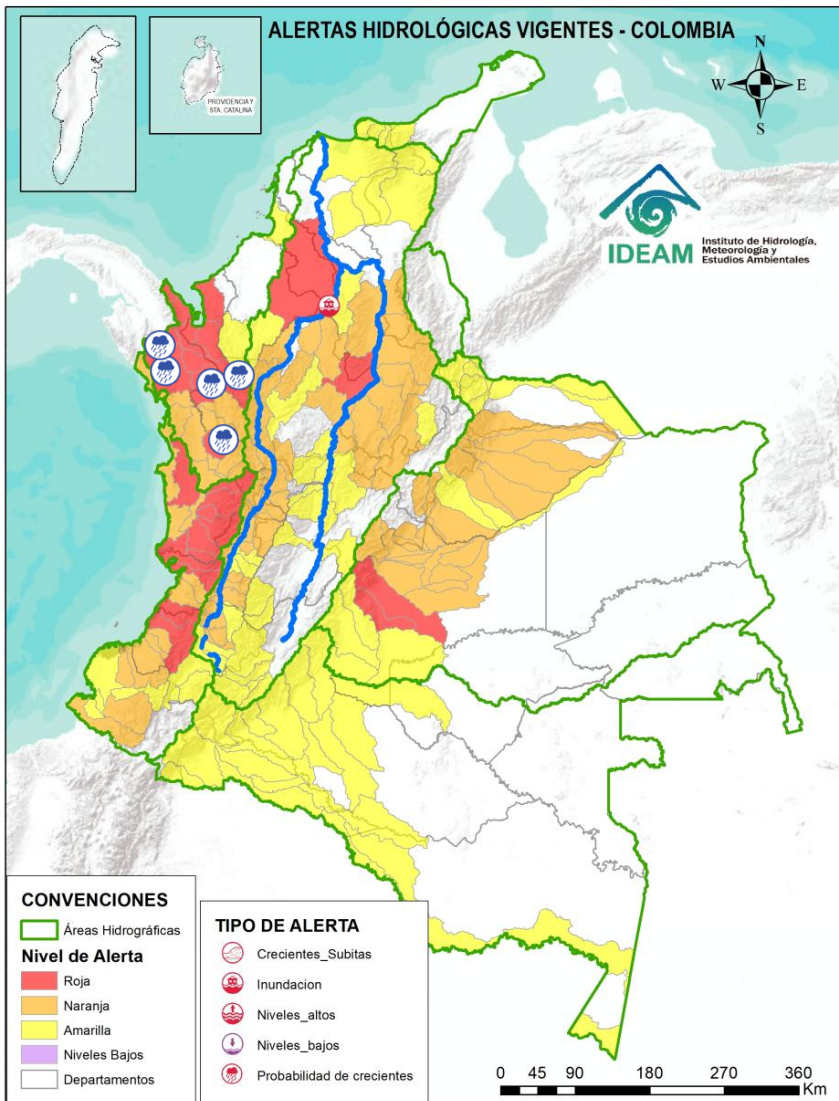 ALERTAS HIDROLÓGICAS VIGENTES - COLOMBIA
PROVIDENCIA Y
STA. CATALINA
N
W E
S
IDEAM
Instituto de Hidrología,
Meteorología y
Estudios Ambientales
CONVENCIONES
Áreas Hidrográficas
Nivel de Alerta
Roja
Naranja
Amarilla
Niveles Bajos
Departamentos
TIPO DE ALERTA
Crecientes_Subitas
Inundacion
Niveles_altos
Niveles_bajos
Probabilidad de crecientes
0 45 90 180 270 360
Km